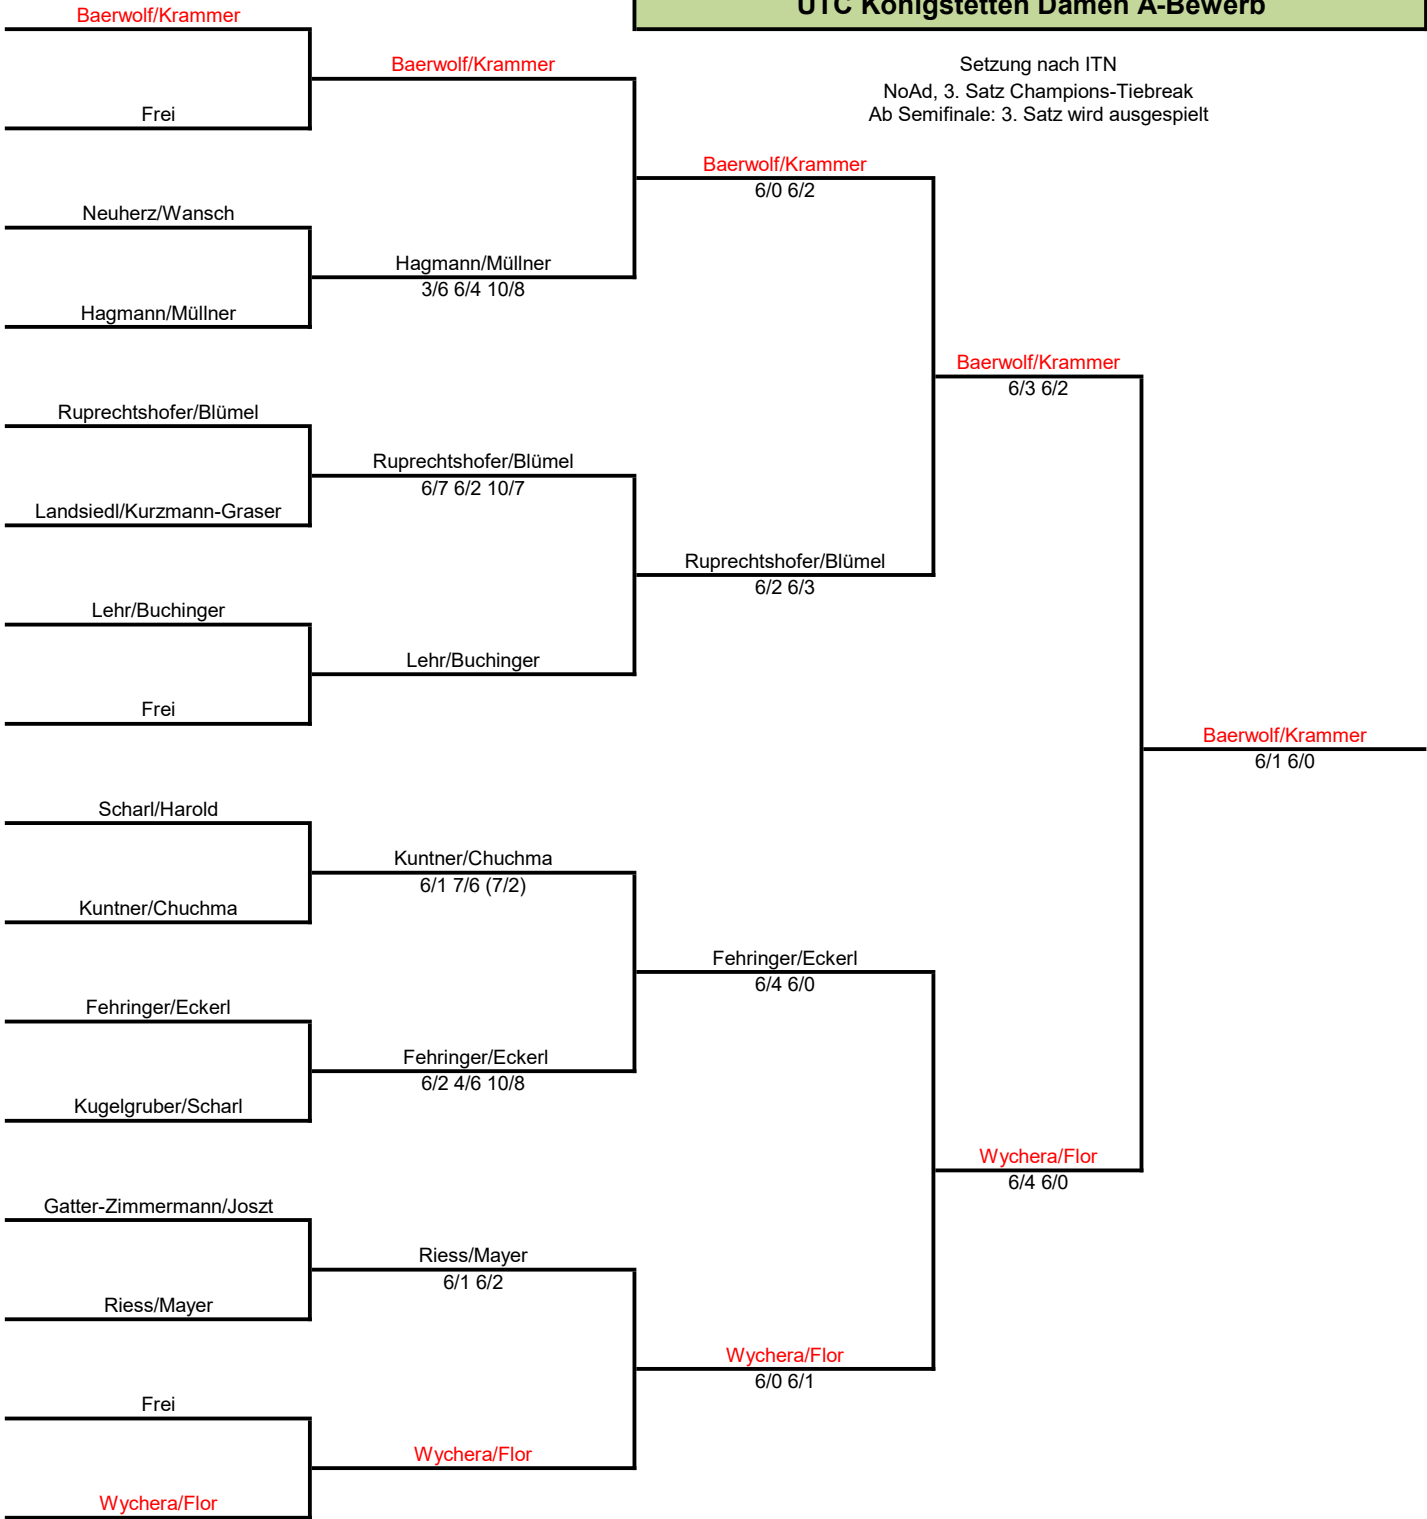 UTC Königstetten Damen A-Bewerb
Setzung nach ITN
NoAd, 3. Satz Champions-Tiebreak
Ab Semifinale: 3. Satz wird ausgespielt
Baerwolf/Krammer
Frei
Neuherz/Wansch
Hagmann/Müllner
Ruprechtshofer/Blümel
Landsiedl/Kurzmann-Graser
Lehr/Buchinger
Frei
Scharl/Harold
Kuntner/Chuchma
Fehringer/Eckerl
Kugelgruber/Scharl
Gatter-Zimmermann/Joszt
Riess/Mayer
Frei
Wychera/Flor
Baerwolf/Krammer
Hagmann/Müllner
3/6 6/4 10/8
Ruprechtshofer/Blümel
6/7 6/2 10/7
Lehr/Buchinger
Kuntner/Chuchma
6/1 7/6 (7/2)
Fehringer/Eckerl
6/2 4/6 10/8
Riess/Mayer
6/1 6/2
Wychera/Flor
Baerwolf/Krammer
6/0 6/2
Ruprechtshofer/Blümel
6/2 6/3
Fehringer/Eckerl
6/4 6/0
Wychera/Flor
6/0 6/1
Baerwolf/Krammer
6/3 6/2
Wychera/Flor
6/4 6/0
Baerwolf/Krammer
6/1 6/0